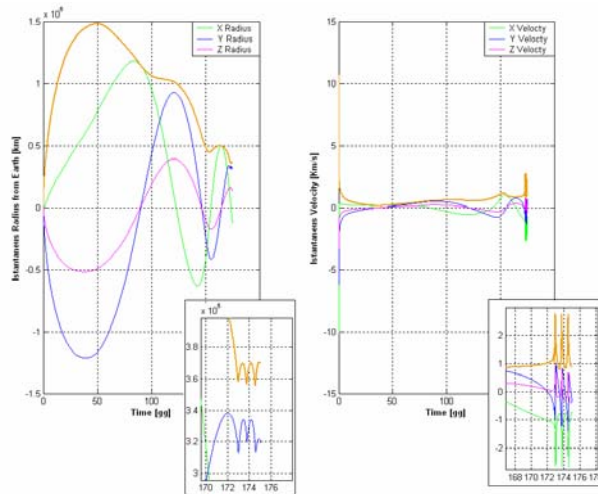 x 10
X Radius
Y Radius
Z Radius
1.5
1
0.5
0
-0.5
-1
-1.5
Istantaneus Radius from Earth [km]
0
50
100
Time [gg]
x 10
3.8
3.6
3.4
3.2
3
170 172 174 176
X Velocty
Y Velocty
Z Velocty
15
10
5
0
-5
-10
-15
Istantaneus Velocity [Km/s]
0
50
100
Time [gg]
2
1
0
-1
-2
168 170 172 174 176